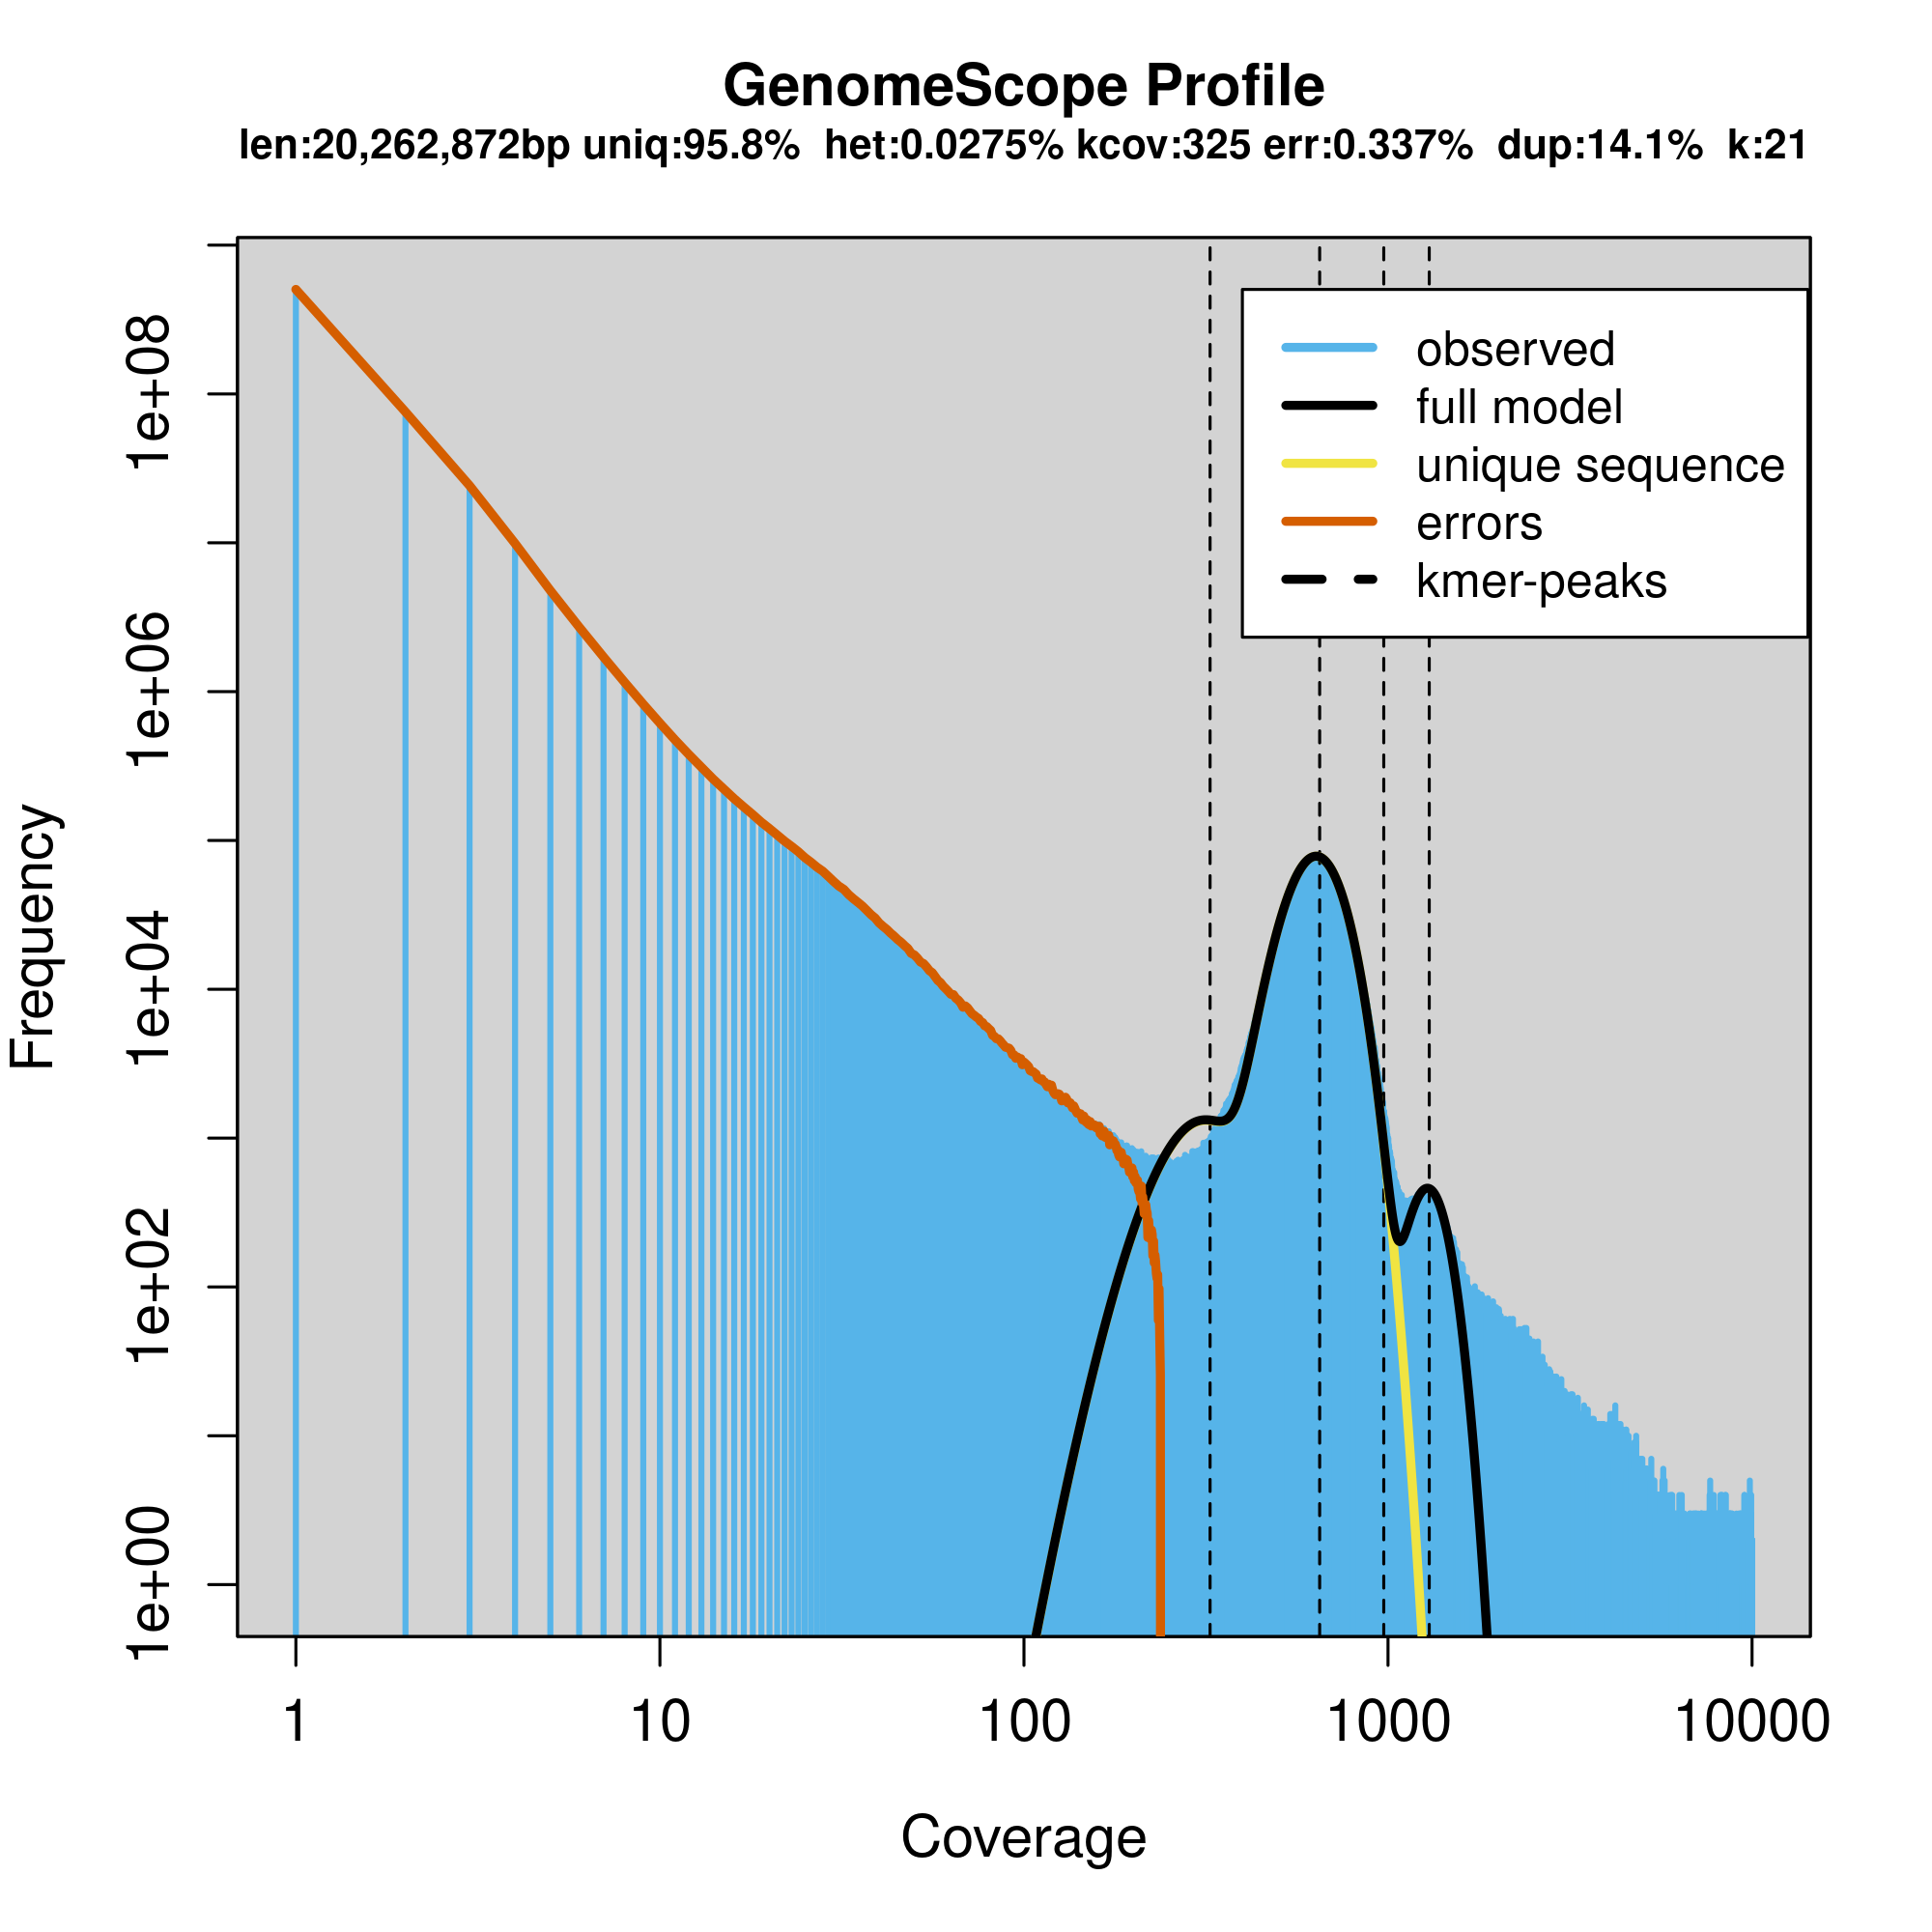 GenomeScope Profile
len:20,262,872bp uniq:95.8% het:0.0275% kcov:325 err:0.337% dup:14.1% k:21
observed
full model
unique sequence
errors
kmer-peaks
Frequency
1e+08
1e+06
1e+04
1e+02
1e+00
1 10 100 1000 10000
Coverage